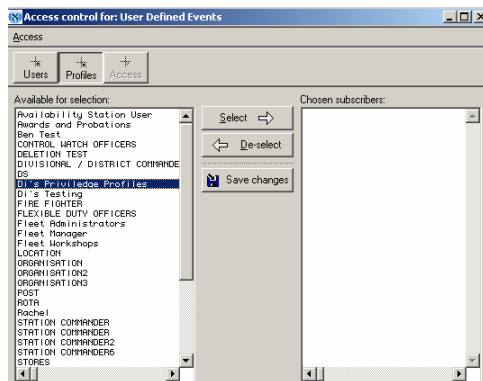 Access control for: User Defined Events
Access
Users Profiles Access
Available for selection:
Availability Station User
Awards and Probations
Ben Test
CONTROL WATCH OFFICERS
DELETION TEST
DIVISIONAL / DISTRICT COMMANDE
DS
Di's Priviledge Profiles
Di's Testing
FIRE FIGHTER
FLEXIBLE DUTY OFFICERS
Fleet Administrators
Fleet Manager
Fleet Workshops
LOCATION
ORGANISATION
ORGANISATION2
ORGANISATION3
POST
ROTA
Rachel
STATION COMMANDER
STATION COMMANDER
STATION COMMANDER2
STATION COMMANDER6
STORES
Select
De-select
Save changes
Chosen subscribers: